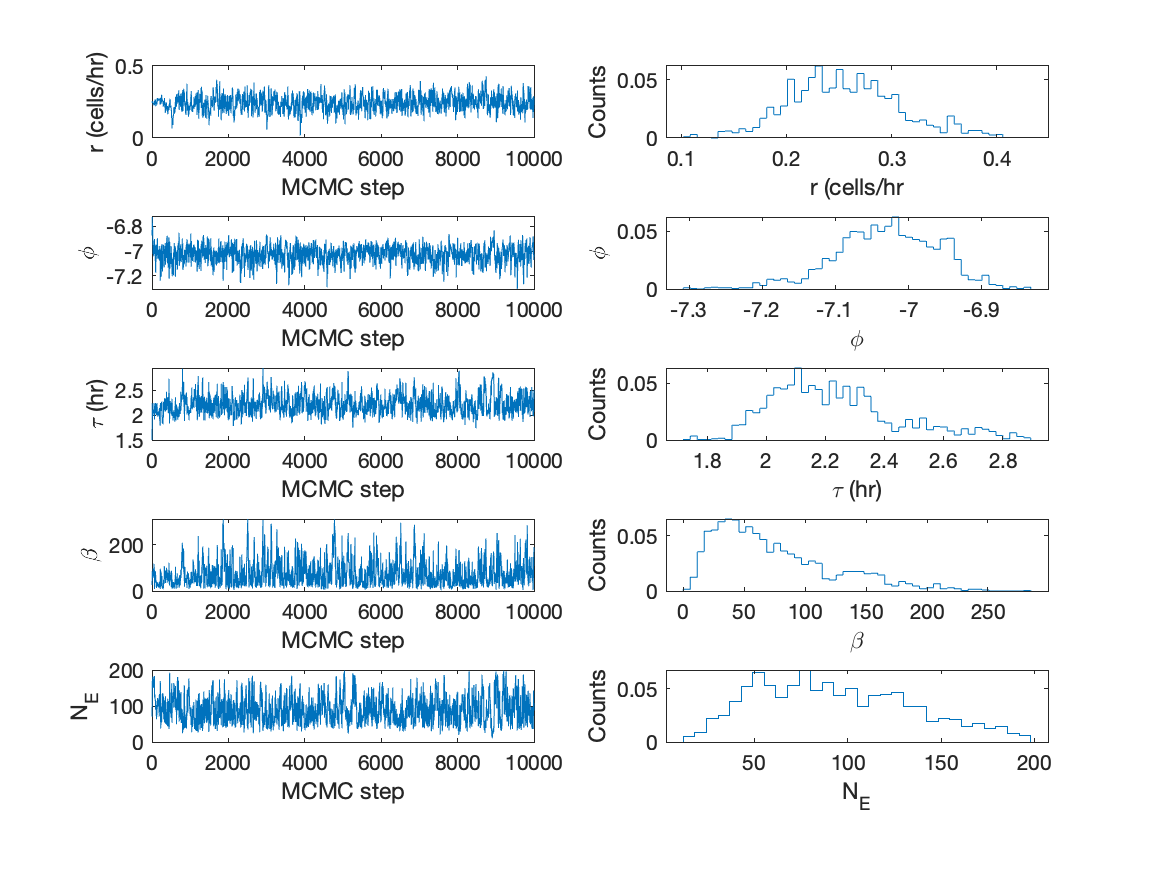 r (cells/hr)
0.5
0
0 2000 4000 6000 8000 10000
MCMC step
Counts
0.05
0
0.1 0.2 0.3 0.4
r (cells/hr
ϕ
-6.8
-7
-7.2
0 2000 4000 6000 8000 10000
MCMC step
ϕ
0.05
0
-7.3 -7.2 -7.1 -7 -6.9
ϕ
τ (hr)
2.5
2
1.5
0 2000 4000 6000 8000 10000
MCMC step
Counts
0.05
0
1.8 2 2.2 2.4 2.6 2.8
τ (hr)
β
200
0
0 2000 4000 6000 8000 10000
MCMC step
Counts
0.05
0
0 50 100 150 200 250
β
N_E
200
100
0
0 2000 4000 6000 8000 10000
MCMC step
Counts
0.05
0
50 100 150 200
N_E